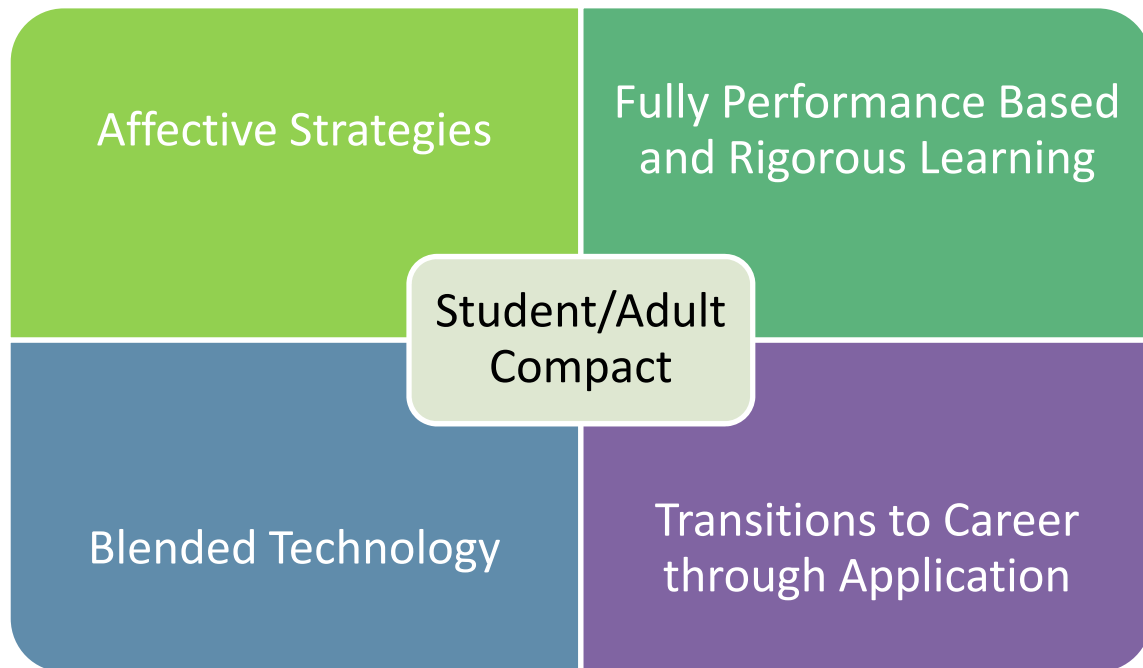 Affective Strategies
Fully Performance Based
and Rigorous Learning
Student/Adult
Compact
Blended Technology
Transitions to Career
through Application